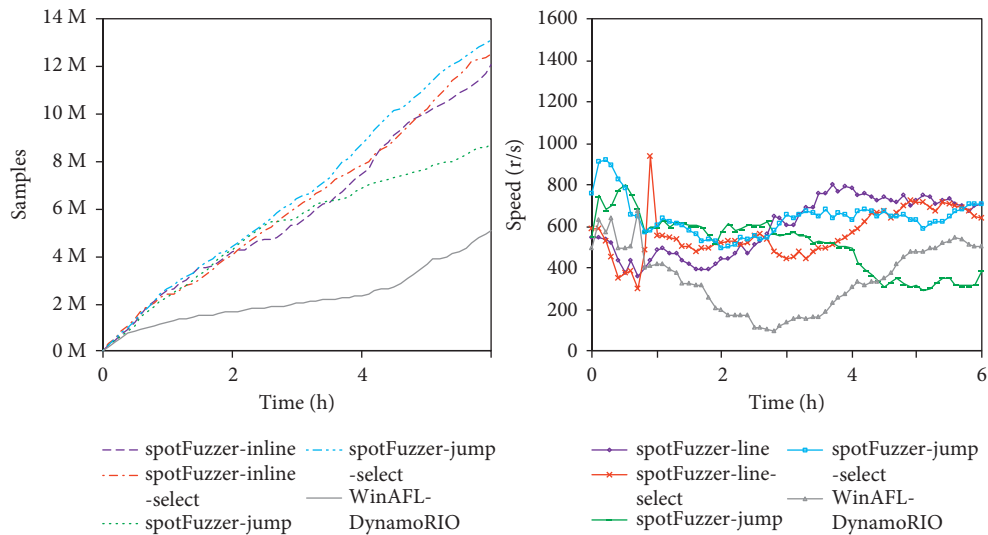 14 M
12 M
10 M
8 M
6 M
4 M
2 M
0 M
Samples
0
2
4
Time (h)
spotFuzzer-inline
spotFuzzer-inline
-select
spotFuzzer-jump
spotFuzzer-jump
-select
WinAFL-
DynamoRIO
1600
1400
1200
1000
800
600
400
200
0
Speed (r/s)
0
2
4
6
Time (h)
spotFuzzer-line
spotFuzzer-line-
select
spotFuzzer-jump
spotFuzzer-jump
-select
WinAFL-
DynamoRIO